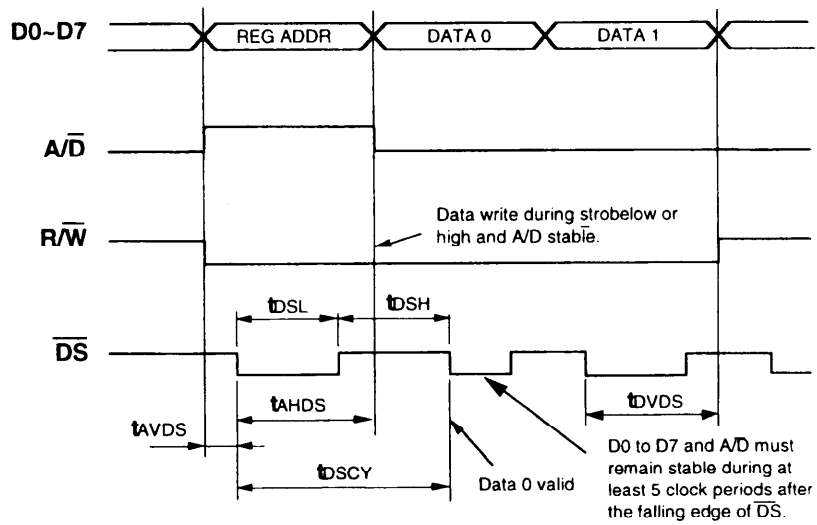 D0~D7
REG ADDR
DATA 0
DATA 1
A/D̅
R/W̅
Data write during strobelow or
high and A/D stable.
tDSL
tDSH
D̅S̅
tAHDS
tDVDS
tAVDS
tDSCY
Data 0 valid
D0 to D7 and A/D̅ must
remain stable during at
least 5 clock periods after
the falling edge of D̅S̅.